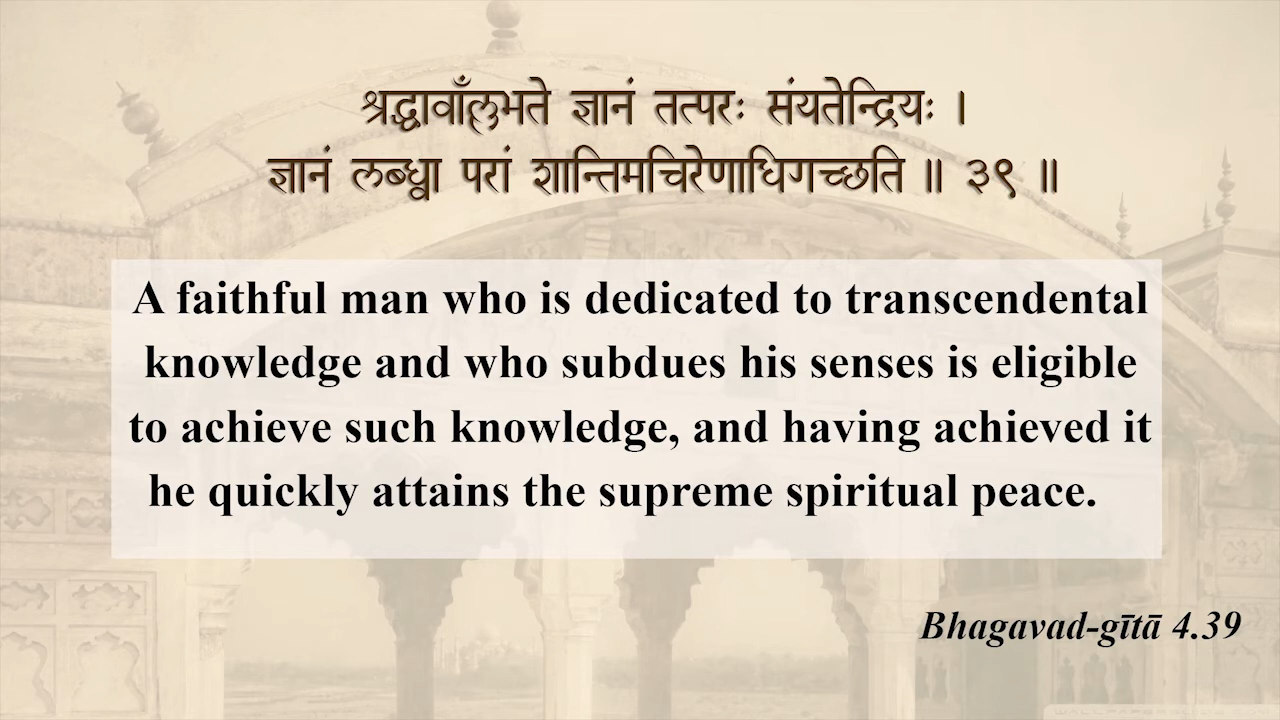 श्रद्धावाँल्लभते ज्ञानं तत्परः संयतेन्द्रियः ।
ज्ञानं लब्ध्वा परां शान्तिमचिरेणाधिगच्छति ॥ ३९ ॥
A faithful man who is dedicated to transcendental
knowledge and who subdues his senses is eligible
to achieve such knowledge, and having achieved it
he quickly attains the supreme spiritual peace.
Bhagavad-gītā 4.39